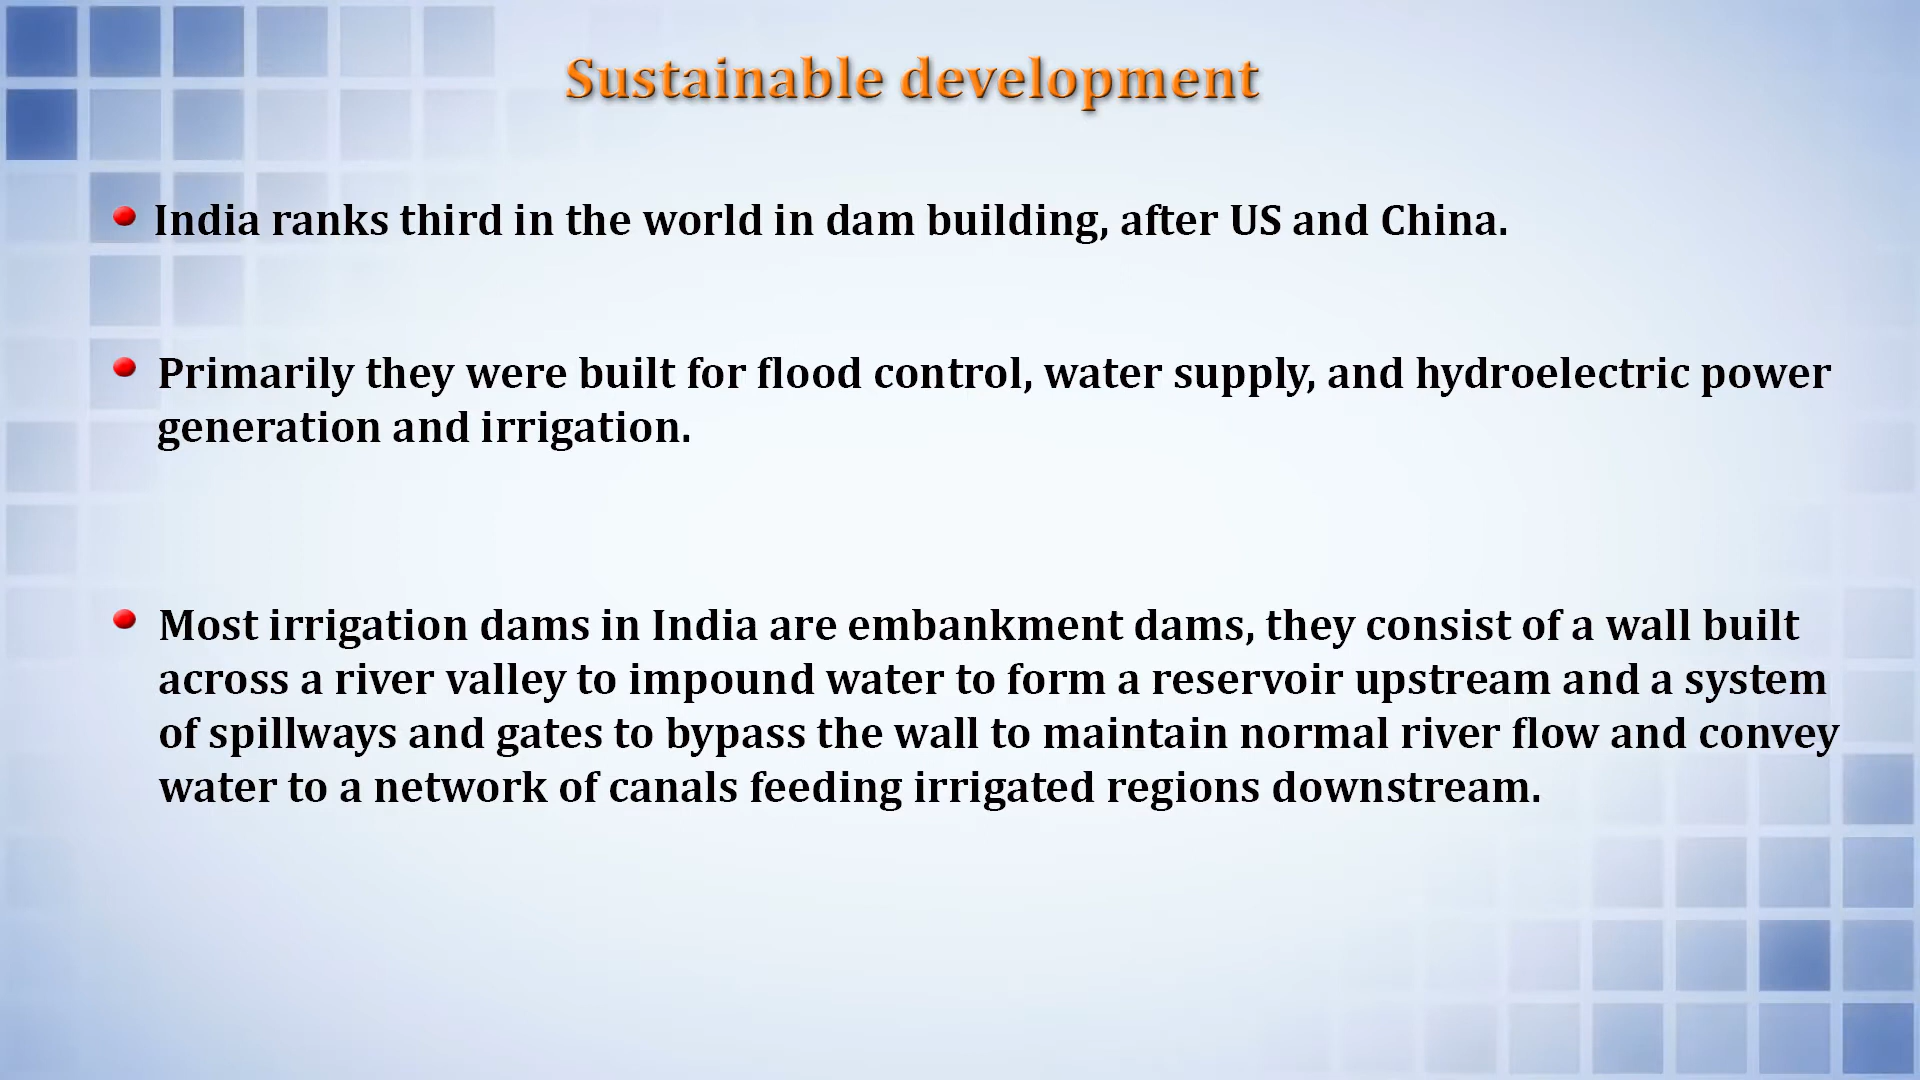 Sustainable development
India ranks third in the world in dam building, after US and China.
Primarily they were built for flood control, water supply, and hydroelectric power
generation and irrigation.
Most irrigation dams in India are embankment dams, they consist of a wall built
across a river valley to impound water to form a reservoir upstream and a system
of spillways and gates to bypass the wall to maintain normal river flow and convey
water to a network of canals feeding irrigated regions downstream.